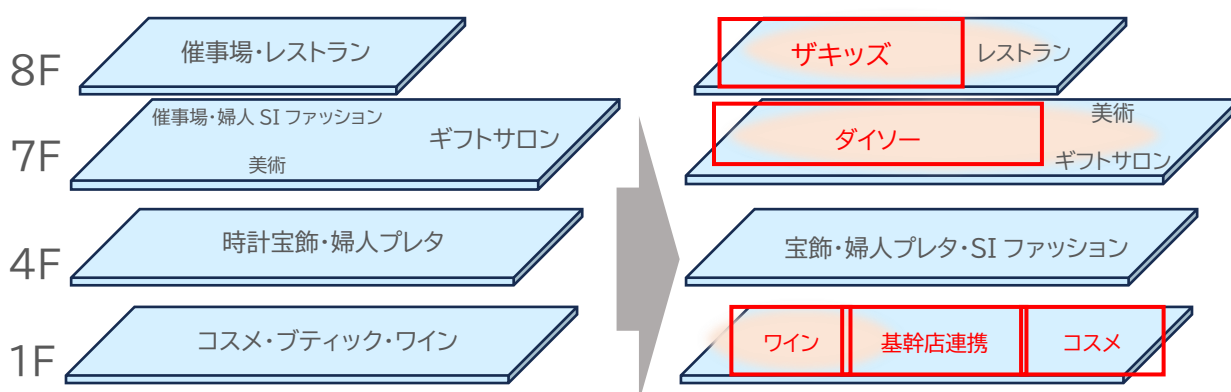 8F
催事場・レストラン
ザキッズ
レストラン
7F
催事場・婦人 SI ファッション
ギフトサロン
美術
ダイソー
美術
ギフトサロン
4F
時計宝飾・婦人プレタ
宝飾・婦人プレタ・SI ファッション
1F
コスメ・ブティック・ワイン
ワイン
基幹店連携
コスメ